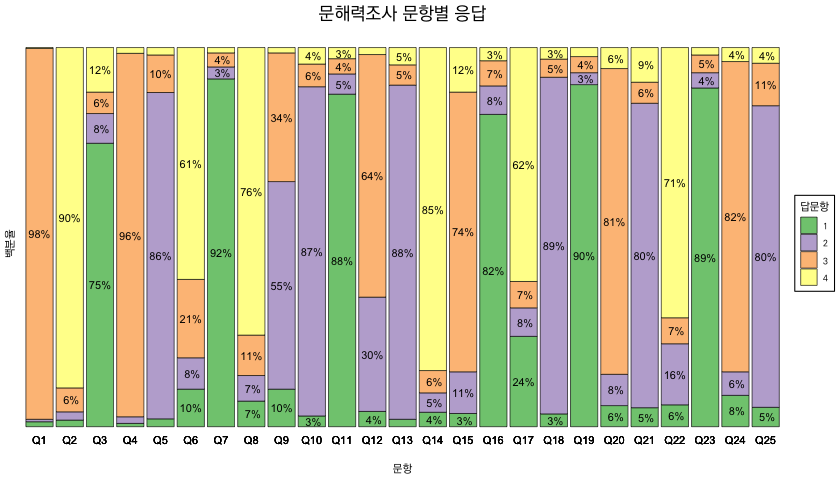 문해력조사 문항별 응답
12% 4% 10% 4% 3% 34% 4% 6% 3% 4% 5% 5% 5% 12% 3% 7% 8% 3% 5% 4% 3% 6% 9% 6% 5% 4% 4% 4% 11%
6% 8% 61% 76% 64% 62% 71%
90% 85% 81% 82%
98% 96% 86% 92% 87% 88% 88% 74% 89% 90% 80% 89% 80%
75% 55% 82%
21% 11% 30% 7% 7%
6% 8% 7% 6% 5% 11% 8% 8% 16% 6%
10% 7% 10% 3% 4% 4% 3% 24% 3% 6% 5% 6% 8% 5%
Q1 Q2 Q3 Q4 Q5 Q6 Q7 Q8 Q9 Q10 Q11 Q12 Q13 Q14 Q15 Q16 Q17 Q18 Q19 Q20 Q21 Q22 Q23 Q24 Q25
문항
백분율
답문항
1
2
3
4